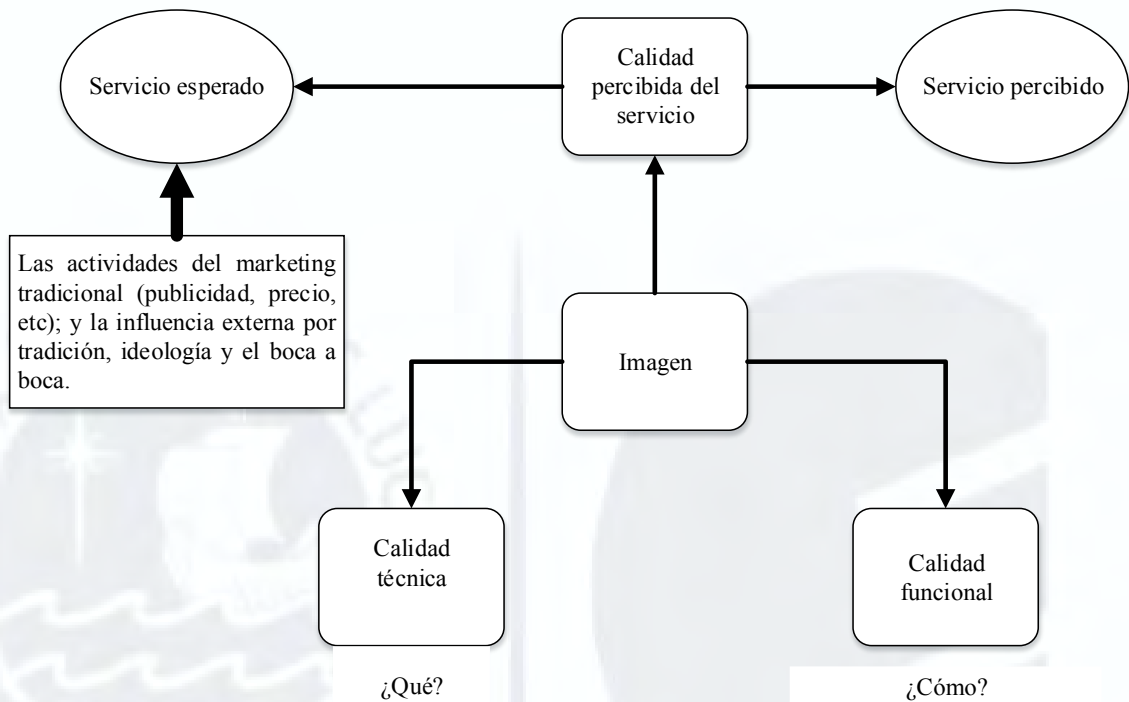 Servicio esperado
Calidad
percibida del
servicio
Servicio percibido
Las actividades del marketing
tradicional (publicidad, precio,
etc); y la influencia externa por
tradición, ideología y el boca a
boca.
Imagen
Calidad
técnica
Calidad
funcional
¿Qué?
¿Cómo?